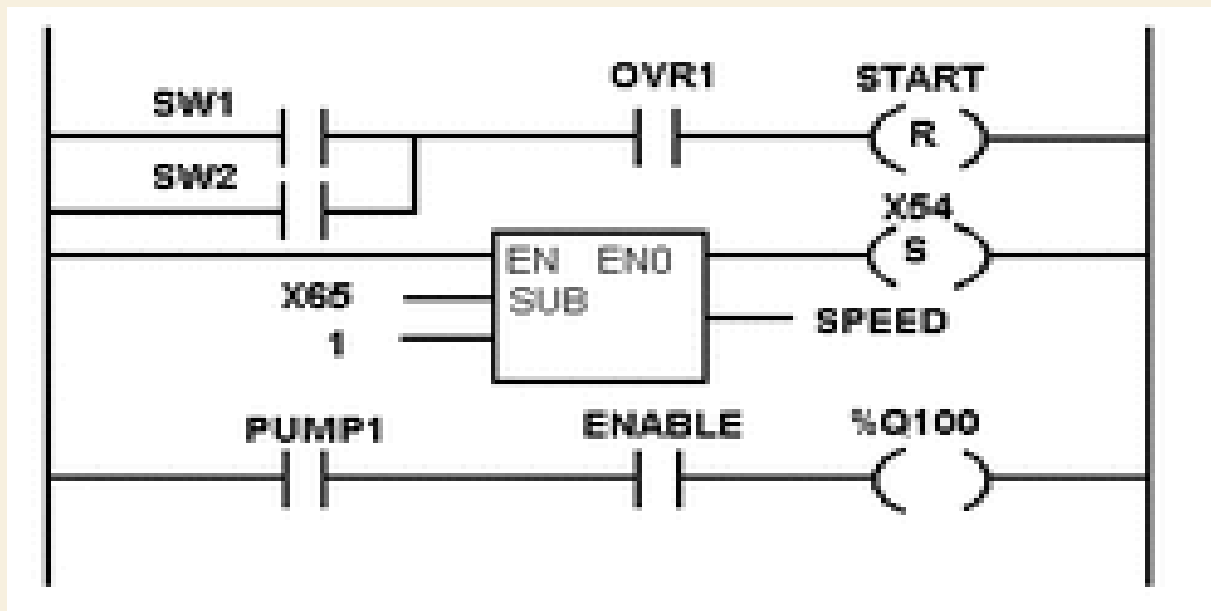 OVR1 START
SW1 R
SW2 X54
EN EN0 S
X65 SUB
1 SPEED
PUMP1 ENABLE %Q100